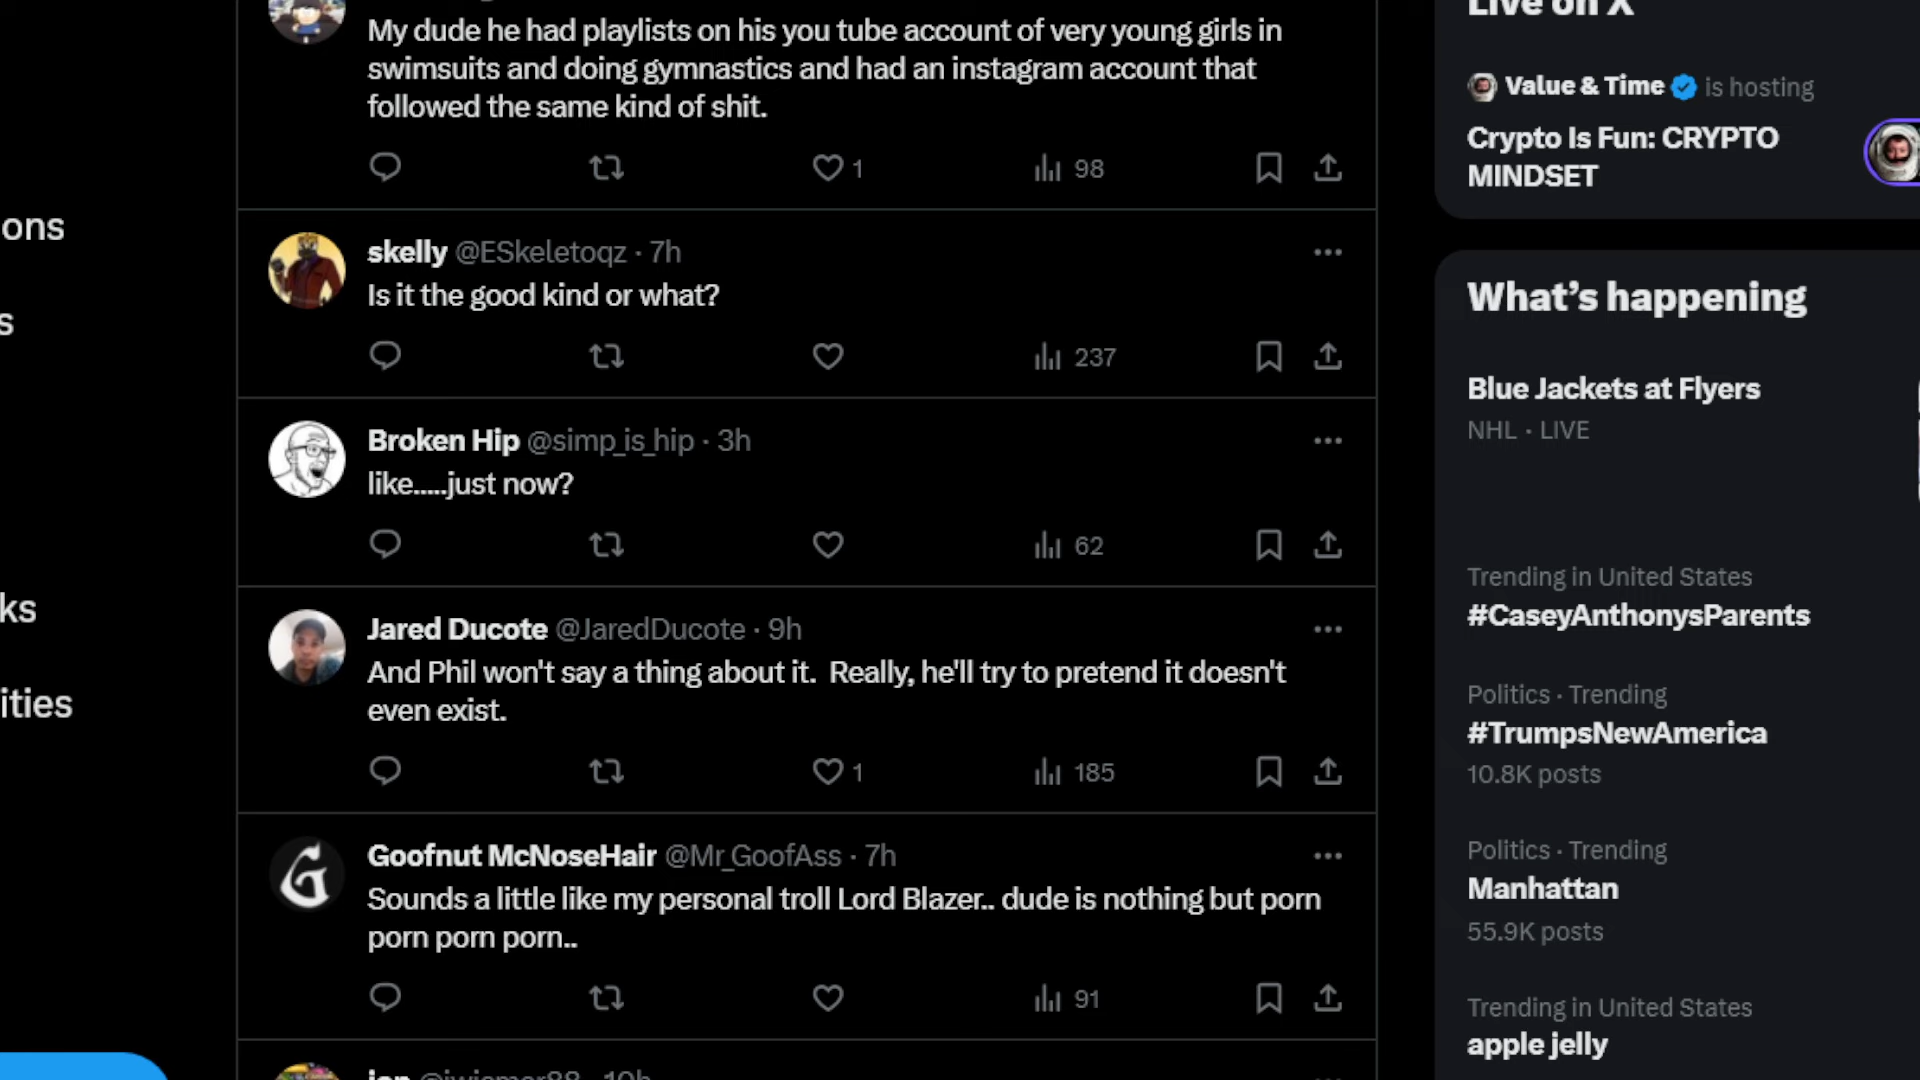 My dude he had playlists on his you tube account of very young girls in
swimsuits and doing gymnastics and had an instagram account that
followed the same kind of shit.
1
98
skelly @ESkeletoqz · 7h
Is it the good kind or what?
237
Broken Hip @simp_is_hip · 3h
like.....just now?
62
Jared Ducote @JaredDucote · 9h
And Phil won't say a thing about it.  Really, he'll try to pretend it doesn't
even exist.
1
185
Goofnut McNoseHair @Mr_GoofAss · 7h
Sounds a little like my personal troll Lord Blazer.. dude is nothing but porn
porn porn porn..
91
ons
s
ks
ities
Live on X
Value & Time is hosting
Crypto Is Fun: CRYPTO
MINDSET
What's happening
Blue Jackets at Flyers
NHL · LIVE
Trending in United States
#CaseyAnthonysParents
Politics · Trending
#TrumpsNewAmerica
10.8K posts
Politics · Trending
Manhattan
55.9K posts
Trending in United States
apple jelly